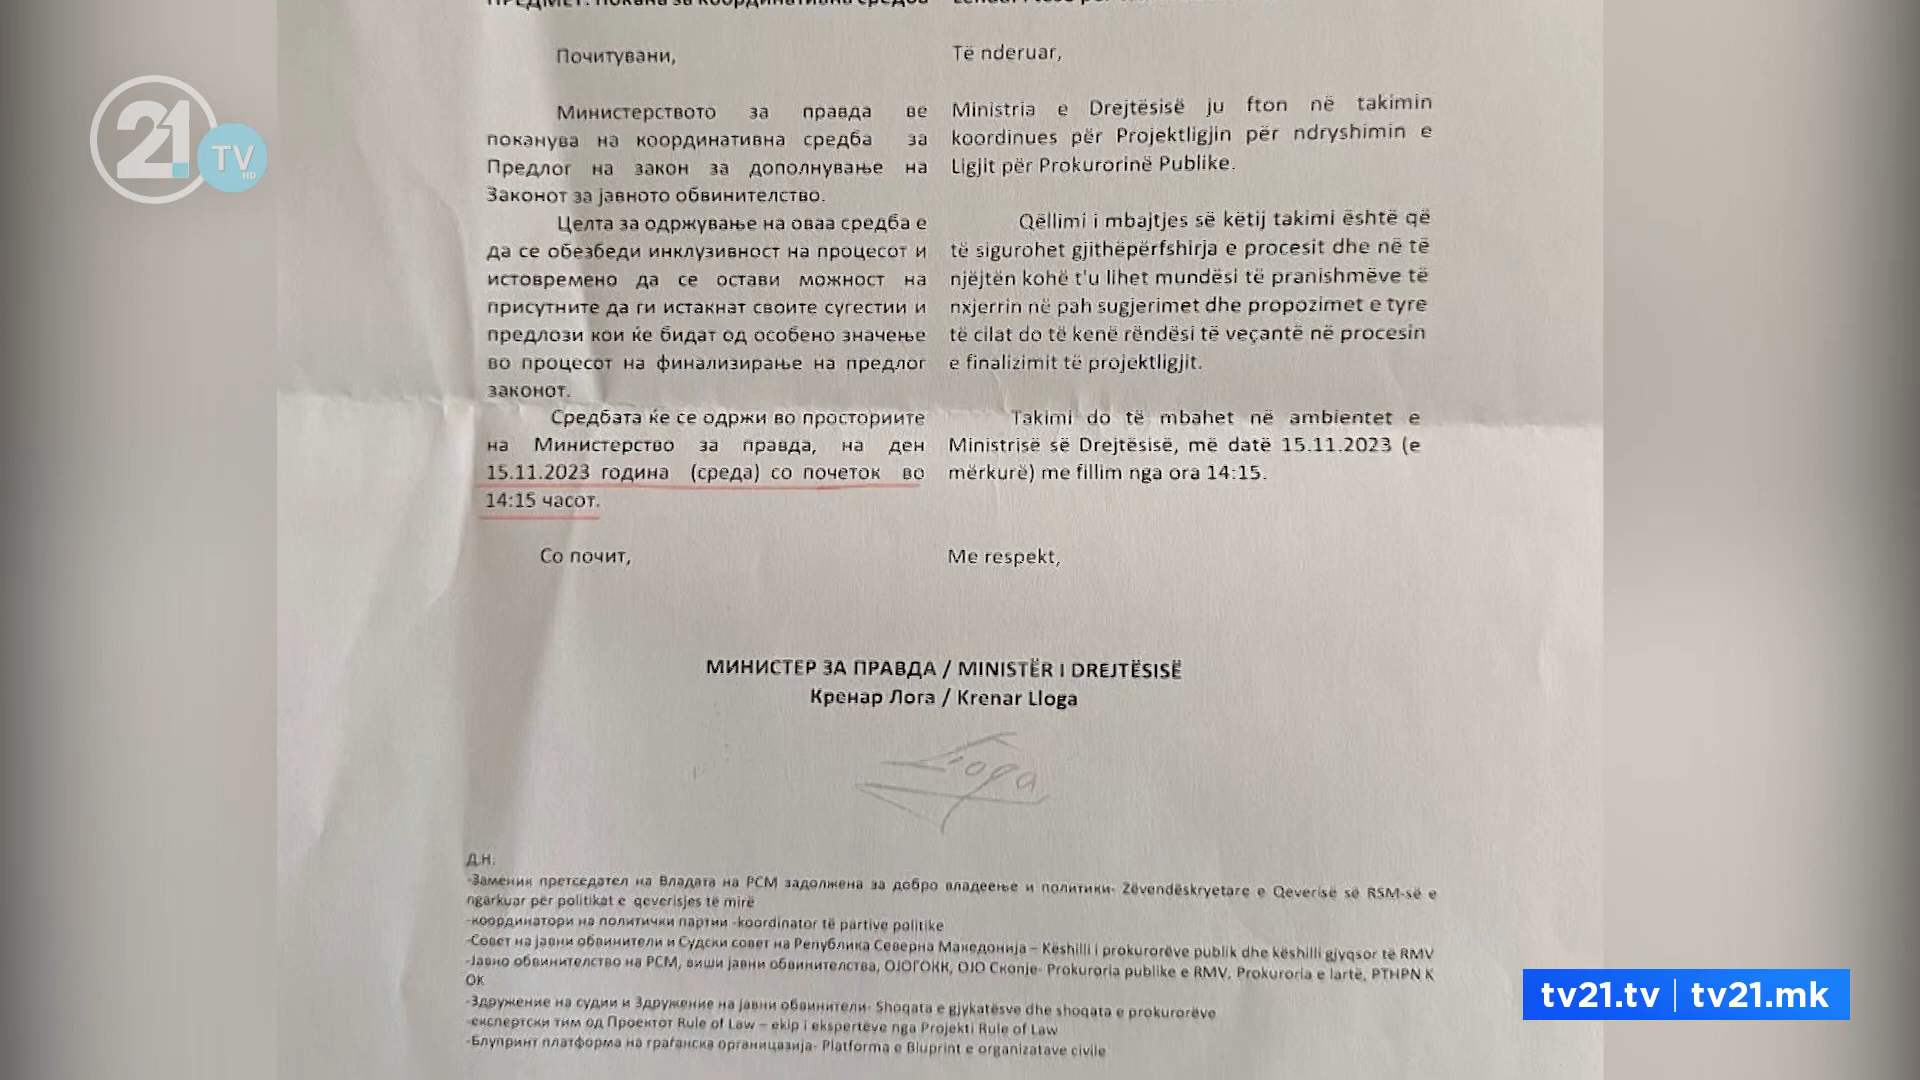 ПРЕДМЕТ: Покана за координативна средба
Почитувани,
Министерството за правда ве
поканува на координативна средба за
Предлог на закон за дополнување на
Законот за јавното обвинителство.
Целта за одржување на оваа средба е
да се обезбеди инклузивност на процесот и
истовремено да се остави можност на
присутните да ги истакнат своите сугестии и
предлози кои ќе бидат од особено значење
во процесот на финализирање на предлог
законот.
Средбата ќе се одржи во просториите
на Министерство за правда, на ден
15.11.2023 година (среда) со почеток во
14:15 часот.
Со почит,
Të nderuar,
Ministria e Drejtësisë ju fton në takimin
koordinues për Projektligjin për ndryshimin e
Ligjit për Prokurorinë Publike.
Qëllimi i mbajtjes së këtij takimi është që
të sigurohet gjithëpërfshirja e procesit dhe në të
njëjtën kohë t'u lihet mundësi të pranishmëve të
nxjerrin në pah sugjerimet dhe propozimet e tyre
të cilat do të kenë rëndësi të veçantë në procesin
e finalizimit të projektligjit.
Takimi do të mbahet në ambientet e
Ministrisë së Drejtësisë, më datë 15.11.2023 (e
mërkurë) me fillim nga ora 14:15.
Me respekt,
МИНИСТЕР ЗА ПРАВДА / MINISTËR I DREJTËSISË
Кренар Лога / Krenar Lloga
Д.Н:
-Заменик претседател на Владата на РСМ задолжена за добро владеење и политики- Zëvendëskryetare e Qeverisë së RSM-së e
ngarkuar për politikat e qeverisjes të mirë
-координатори на политички партии -koordinator të partive politike
-Совет на јавни обвинители и Судски совет на Република Северна Македонија – Këshilli i prokurorëve publik dhe këshilli gjyqsor të RMV
-Јавно обвинителство на РСМ, виши јавни обвинителства, ОЈОГОКК, ОЈО Скопје- Prokuroria publike e RMV, Prokuroria e lartë, PTHPN K
OK
-Здружение на судии и Здружение на јавни обвинители- Shoqata e gjykatësve dhe shoqata e prokurorëve
-експертски тим од Проектот Rule of Law – ekip i ekspertëve nga Projekti Rule of Law
-Блупринт платформа на граѓанска органицазија- Platforma e Bluprint e organizatave civile
21 TV HD
tv21.tv | tv21.mk